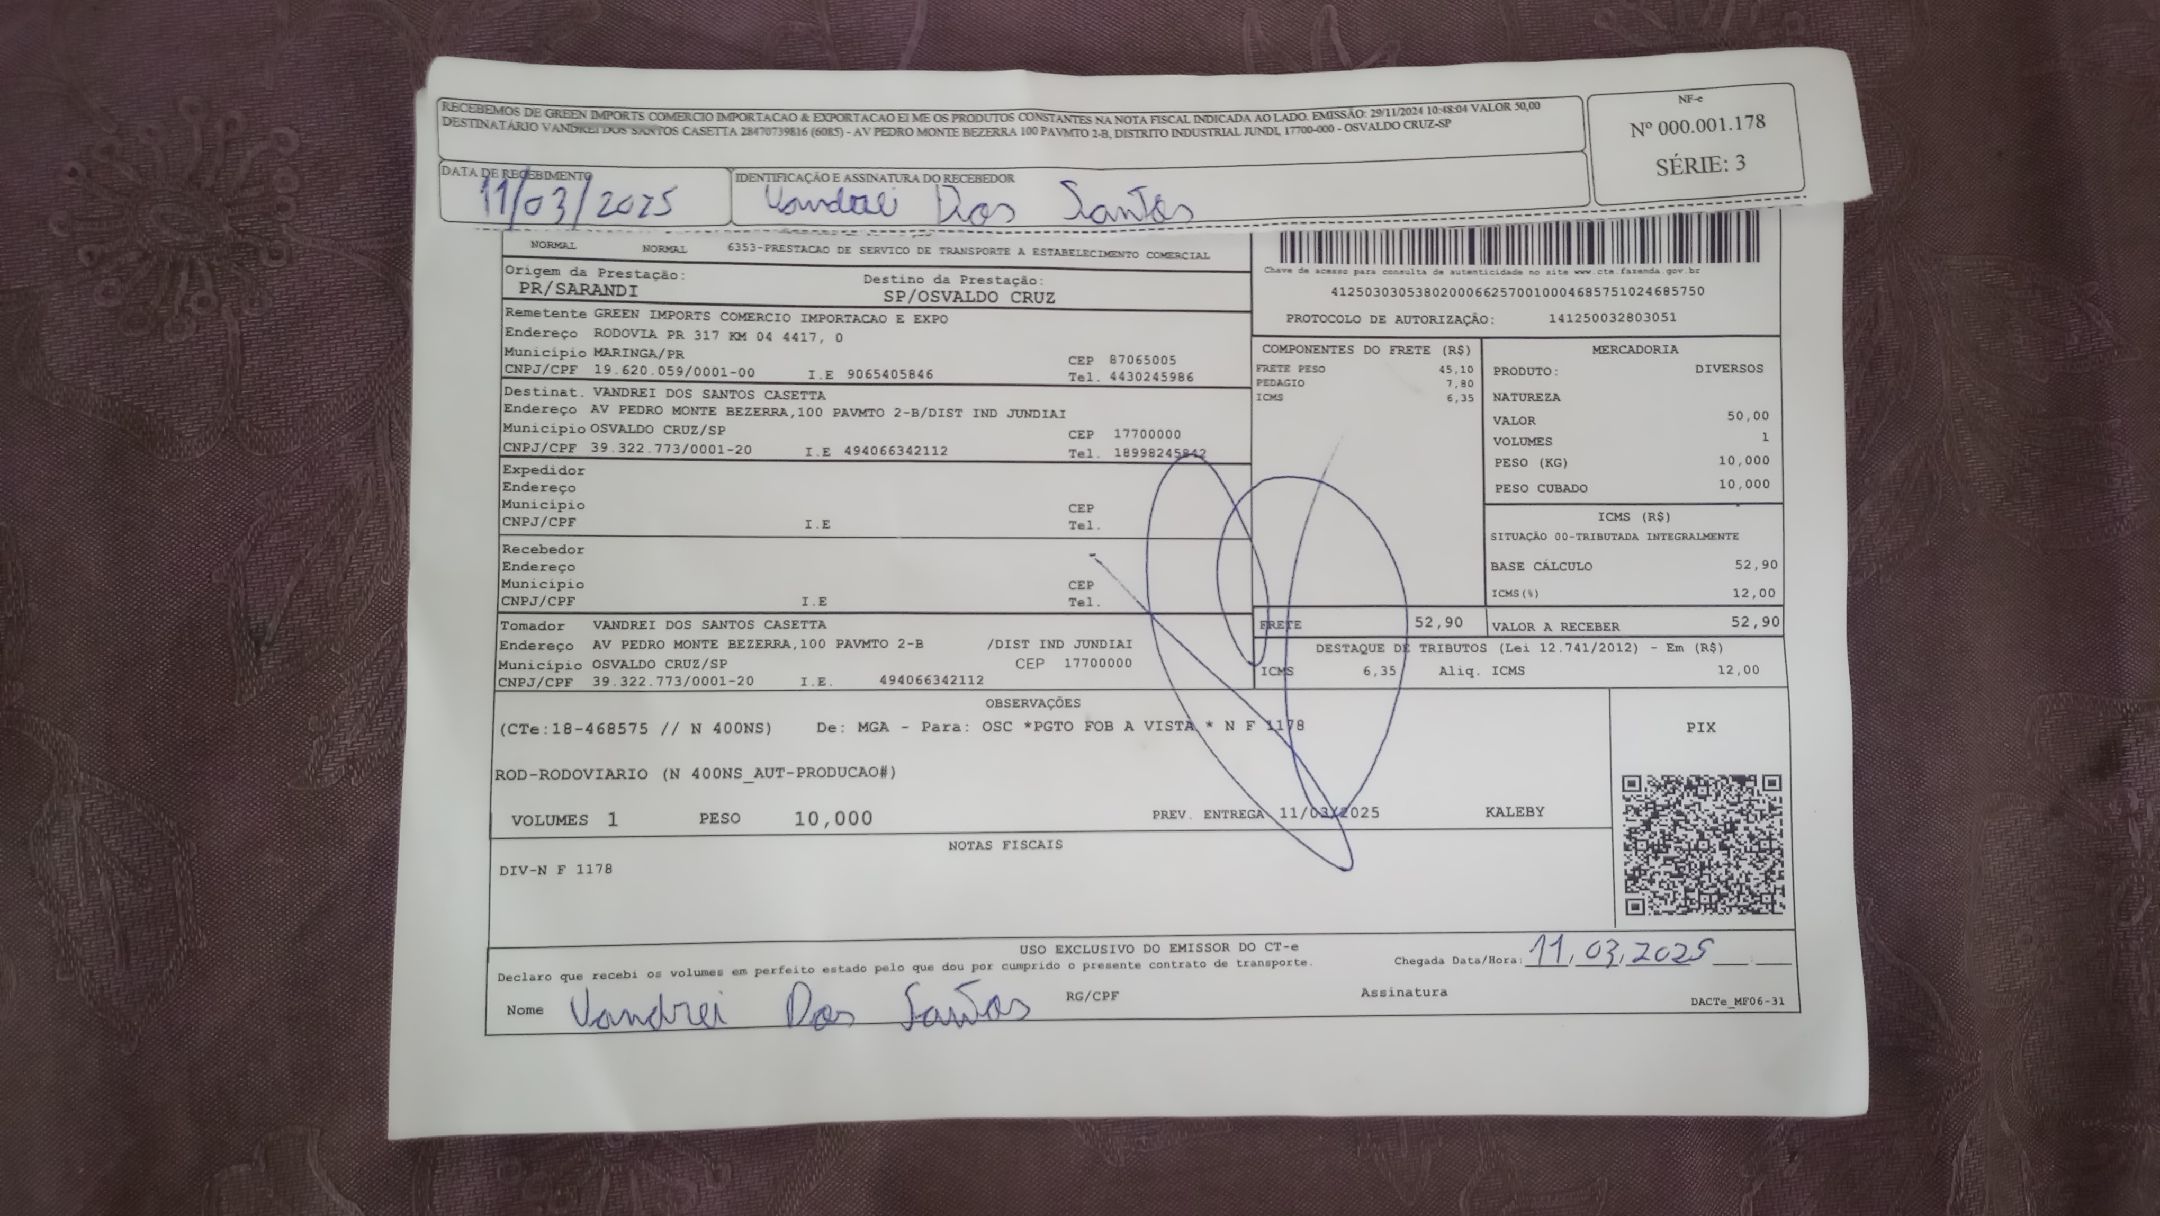 RECEBEMOS DE GREEN IMPORTS COMERCIO IMPORTACAO & EXPORTACAO EI ME OS PRODUTOS CONSTANTES NA NOTA FISCAL INDICADA AO LADO. EMISSÃO: 29/11/2024 10:48:04 VALOR 50,00
DESTINATÁRIO VANDREI DOS SANTOS CASETTA 28470739816 (6085) - AV PEDRO MONTE BEZERRA 100 PAVMTO 2-B, DISTRITO INDUSTRIAL JUNDI, 17700-000 - OSVALDO CRUZ-SP
NF-e
Nº 000.001.178
SÉRIE: 3
DATA DE RECEBIMENTO
11/03/2025
IDENTIFICAÇÃO E ASSINATURA DO RECEBEDOR
Vandrei Dos Santos
NORMAL NORMAL 6353-PRESTACAO DE SERVICO DE TRANSPORTE A ESTABELECIMENTO COMERCIAL
Origem da Prestação: Destino da Prestação:
PR/SARANDI SP/OSVALDO CRUZ
Chave de acesso para consulta de autenticidade no site www.cte.fazenda.gov.br
41250303053802000662570010004685751024685750
PROTOCOLO DE AUTORIZAÇÃO: 141250032803051
Remetente GREEN IMPORTS COMERCIO IMPORTACAO E EXPO
Endereço RODOVIA PR 317 KM 04 4417, 0
Município MARINGA/PR CEP 87065005
CNPJ/CPF 19.620.059/0001-00 I.E 9065405846 Tel. 4430245986
Destinat. VANDREI DOS SANTOS CASETTA
Endereço AV PEDRO MONTE BEZERRA,100 PAVMTO 2-B/DIST IND JUNDIAI
Município OSVALDO CRUZ/SP CEP 17700000
CNPJ/CPF 39.322.773/0001-20 I.E 494066342112 Tel. 18998245842
Expedidor
Endereço
Município CEP
CNPJ/CPF I.E Tel.
Recebedor
Endereço
Município CEP
CNPJ/CPF I.E Tel.
Tomador VANDREI DOS SANTOS CASETTA
Endereço AV PEDRO MONTE BEZERRA,100 PAVMTO 2-B /DIST IND JUNDIAI
Município OSVALDO CRUZ/SP CEP 17700000
CNPJ/CPF 39.322.773/0001-20 I.E. 494066342112
COMPONENTES DO FRETE (R$)
FRETE PESO 45,10
PEDAGIO 7,80
ICMS 6,35
MERCADORIA
PRODUTO: DIVERSOS
NATUREZA
VALOR 50,00
VOLUMES 1
PESO (KG) 10,000
PESO CUBADO 10,000
ICMS (R$)
SITUAÇÃO 00-TRIBUTADA INTEGRALMENTE
BASE CÁLCULO 52,90
ICMS(%) 12,00
FRETE 52,90 VALOR A RECEBER 52,90
DESTAQUE DE TRIBUTOS (Lei 12.741/2012) - Em (R$)
ICMS 6,35 Aliq. ICMS 12,00
OBSERVAÇÕES
(CTe:18-468575 // N 400NS) De: MGA - Para: OSC *PGTO FOB A VISTA * N F 1178
ROD-RODOVIARIO (N 400NS_AUT-PRODUCAO#)
VOLUMES 1 PESO 10,000 PREV. ENTREGA 11/03/2025 KALEBY
PIX
NOTAS FISCAIS
DIV-N F 1178
USO EXCLUSIVO DO EMISSOR DO CT-e
Declaro que recebi os volumes em perfeito estado pelo que dou por cumprido o presente contrato de transporte.
Chegada Data/Hora: 11,03,2025
Nome Vandrei Dos Santos RG/CPF Assinatura
DACTe_MF06-31